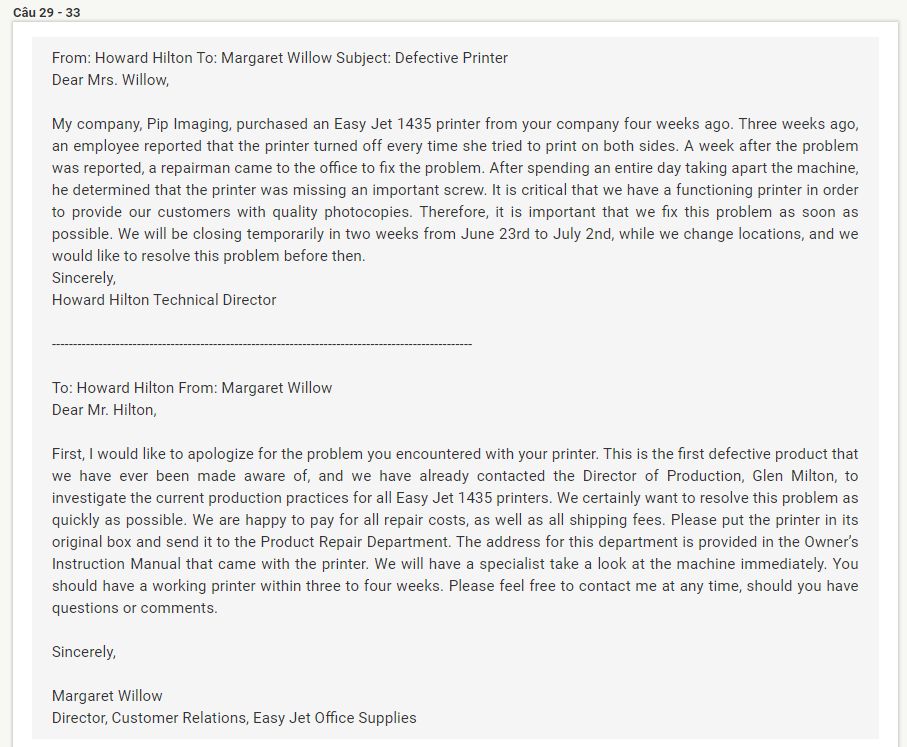 Câu 29 - 33
From: Howard Hilton To: Margaret Willow Subject: Defective Printer
Dear Mrs. Willow,
My company, Pip Imaging, purchased an Easy Jet 1435 printer from your company four weeks ago. Three weeks ago,
an employee reported that the printer turned off every time she tried to print on both sides. A week after the problem
was reported, a repairman came to the office to fix the problem. After spending an entire day taking apart the machine,
he determined that the printer was missing an important screw. It is critical that we have a functioning printer in order
to provide our customers with quality photocopies. Therefore, it is important that we fix this problem as soon as
possible. We will be closing temporarily in two weeks from June 23rd to July 2nd, while we change locations, and we
would like to resolve this problem before then.
Sincerely,
Howard Hilton Technical Director
----------------------------------------------------------------------------------------------------
To: Howard Hilton From: Margaret Willow
Dear Mr. Hilton,
First, I would like to apologize for the problem you encountered with your printer. This is the first defective product that
we have ever been made aware of, and we have already contacted the Director of Production, Glen Milton, to
investigate the current production practices for all Easy Jet 1435 printers. We certainly want to resolve this problem as
quickly as possible. We are happy to pay for all repair costs, as well as all shipping fees. Please put the printer in its
original box and send it to the Product Repair Department. The address for this department is provided in the Owner's
Instruction Manual that came with the printer. We will have a specialist take a look at the machine immediately. You
should have a working printer within three to four weeks. Please feel free to contact me at any time, should you have
questions or comments.
Sincerely,
Margaret Willow
Director, Customer Relations, Easy Jet Office Supplies